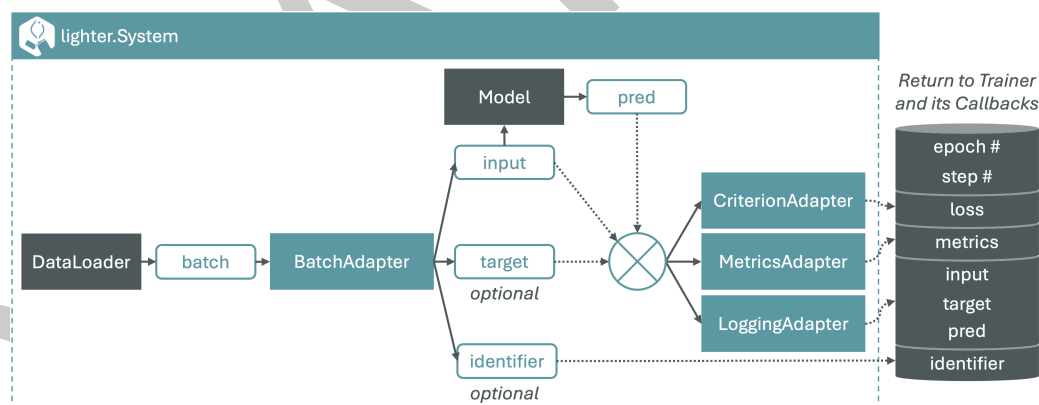 lighter.System
Return to Trainer
and its Callbacks
Model
pred
input
epoch #
step #
CriterionAdapter
loss
DataLoader
batch
BatchAdapter
target
optional
MetricsAdapter
metrics
LoggingAdapter
input
target
pred
identifier
optional
identifier